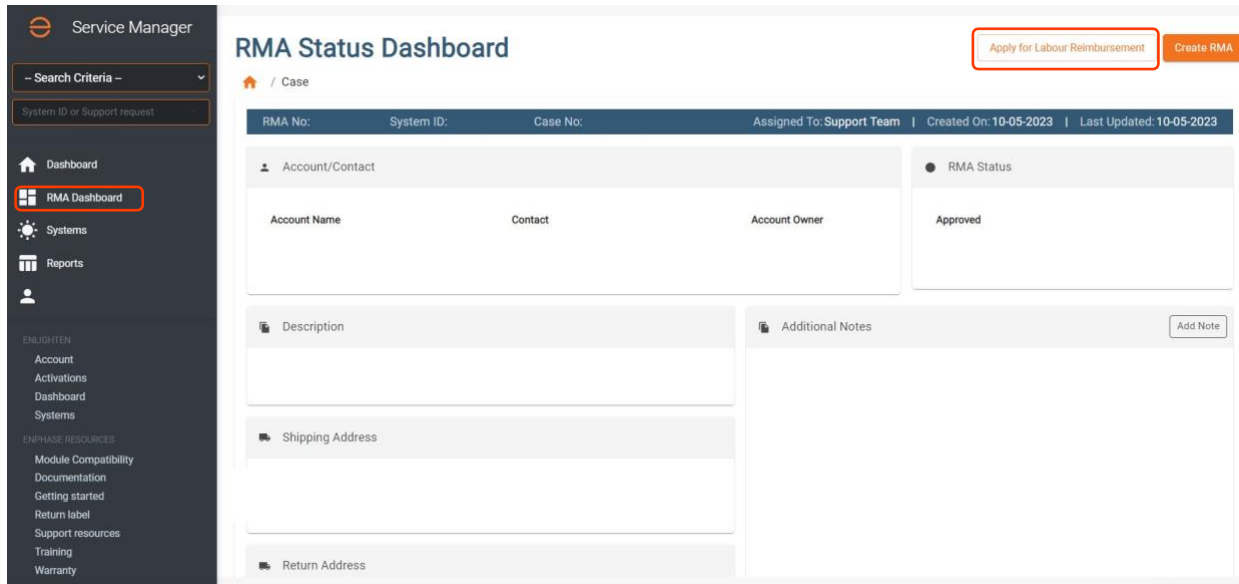 Service Manager
-- Search Criteria --
System ID or Support request
Dashboard
RMA Dashboard
Systems
Reports
ENLIGHTEN
Account
Activations
Dashboard
Systems
ENPHASE RESOURCES
Module Compatibility
Documentation
Getting started
Return label
Support resources
Training
Warranty
RMA Status Dashboard
Apply for Labour Reimbursement
Create RMA
/ Case
RMA No: System ID: Case No: Assigned To: Support Team | Created On: 10-05-2023 | Last Updated: 10-05-2023
Account/Contact
RMA Status
Account Name Contact Account Owner
Approved
Description
Additional Notes
Add Note
Shipping Address
Return Address